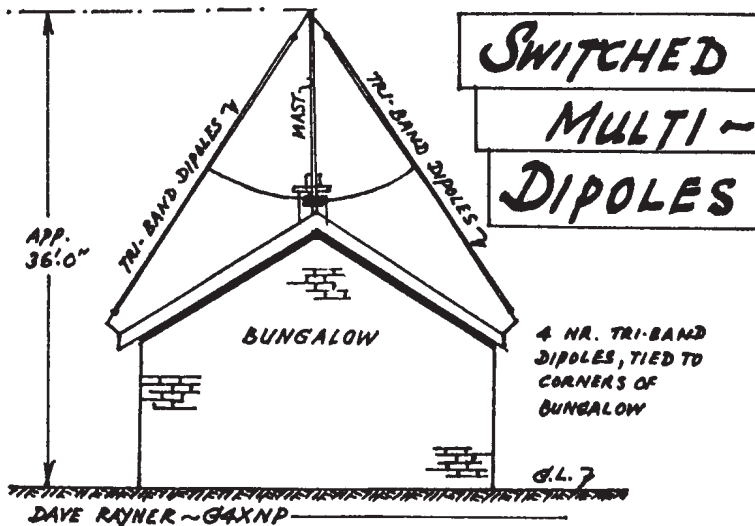 SWITCHED
MULTI~
DIPOLES
TRI-BAND DIPOLES
MAST
TRI-BAND DIPOLES
APP.
36'.0"
BUNGALOW
4 NR. TRI-BAND
DIPOLES, TIED TO
CORNERS OF
BUNGALOW
G.L.
DAVE RAYNER ~ G4XNP